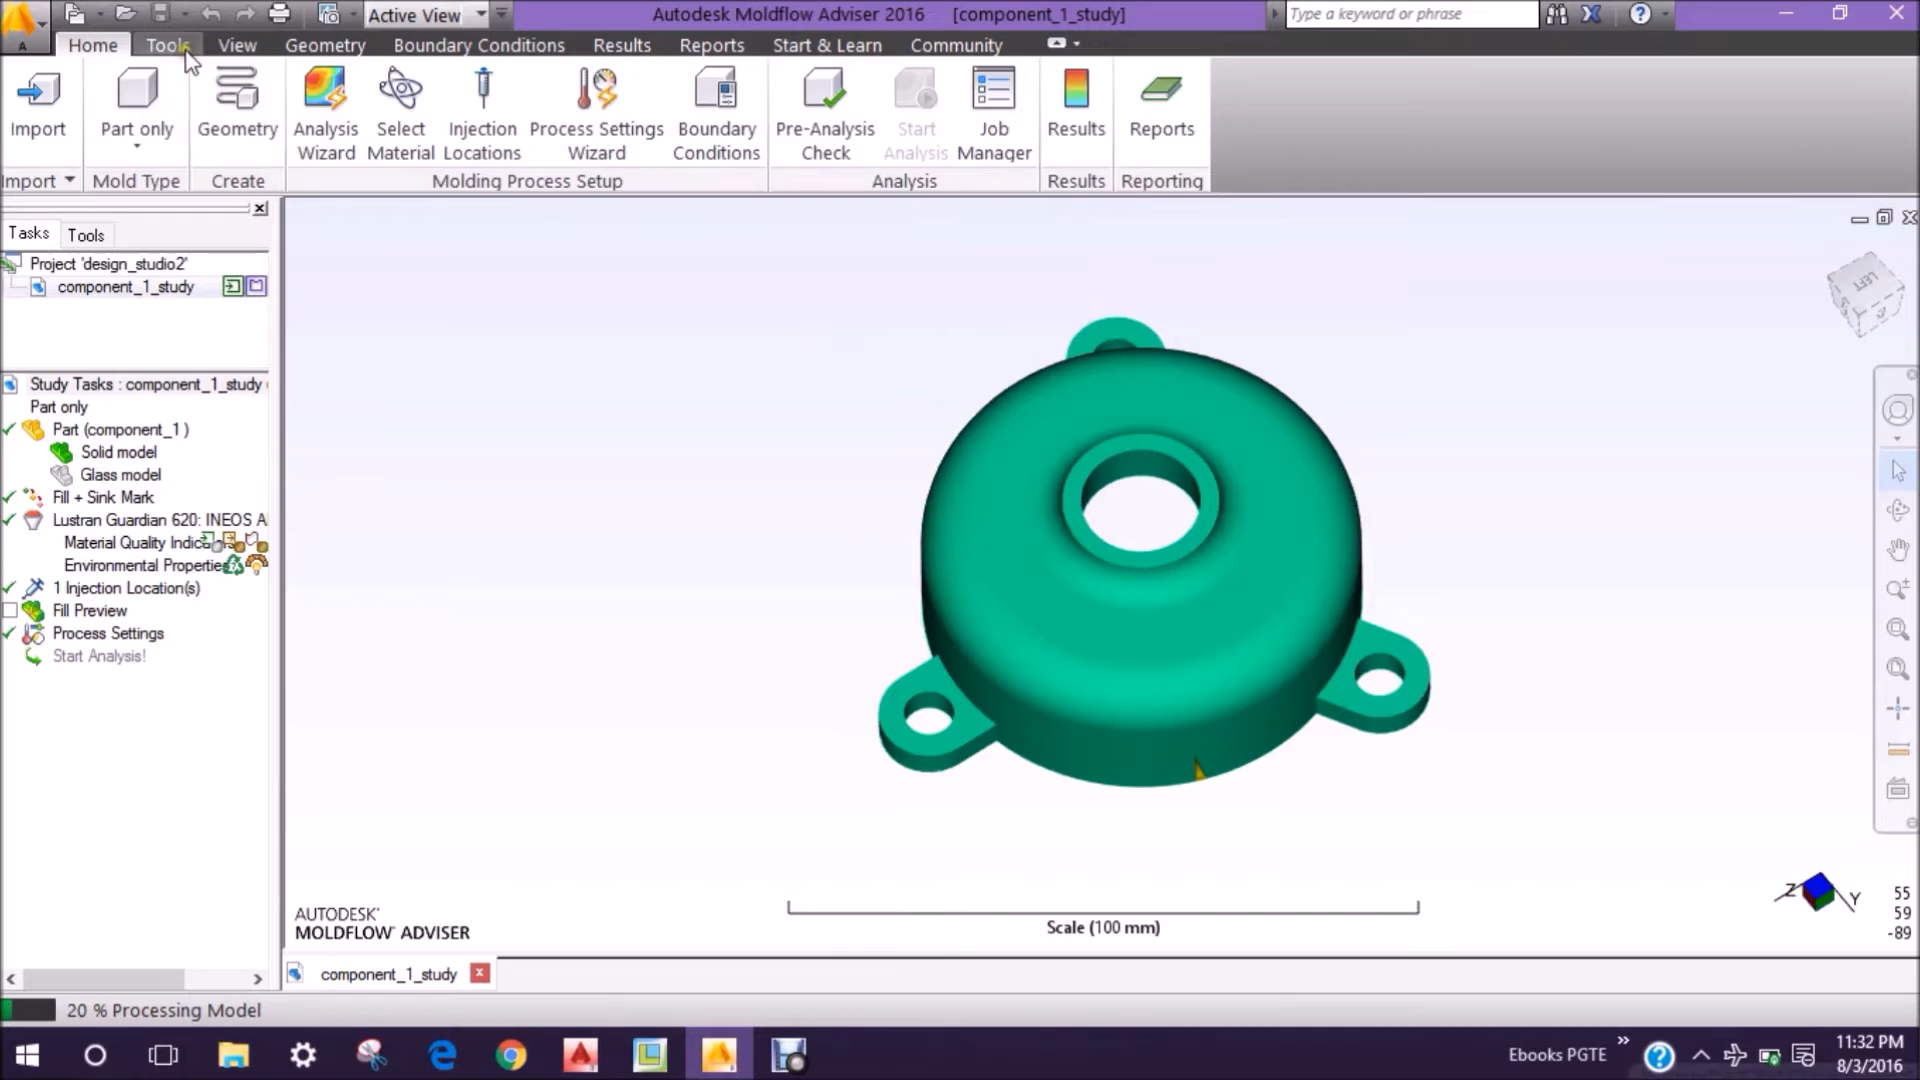 Active View
Autodesk Moldflow Adviser 2016 [component_1_study]
Type a keyword or phrase
A
Home Tools View Geometry Boundary Conditions Results Reports Start & Learn Community
Import
Part only
Geometry
Analysis
Wizard
Select
Material
Injection
Locations
Process Settings
Wizard
Boundary
Conditions
Pre-Analysis
Check
Start
Analysis
Job
Manager
Results
Reports
Import Mold Type Create Molding Process Setup Analysis Results Reporting
Tasks Tools
Project 'design_studio2'
component_1_study
Study Tasks : component_1_study
Part only
Part (component_1 )
Solid model
Glass model
Fill + Sink Mark
Lustran Guardian 620: INEOS A
Material Quality Indic
Environmental Propertie
1 Injection Location(s)
Fill Preview
Process Settings
Start Analysis!
LEFT
AUTODESK
MOLDFLOW ADVISER
Scale (100 mm)
Z Y
55
59
-89
component_1_study
20 % Processing Model
Ebooks PGTE
11:32 PM
8/3/2016